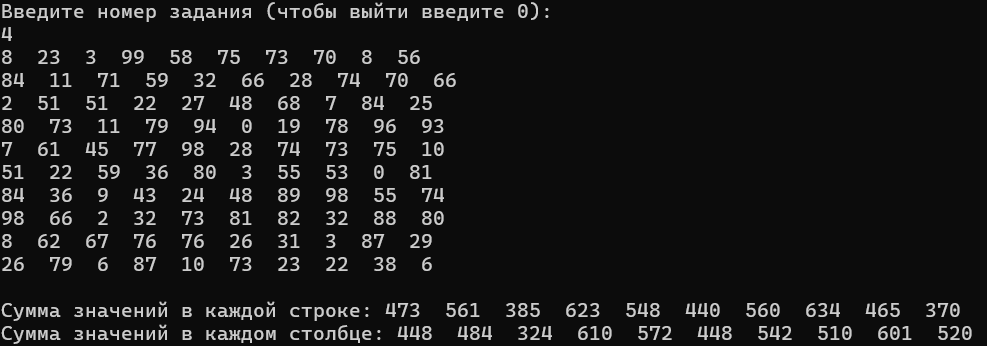 Введите номер задания (чтобы выйти введите 0):
4
8  23  3  99  58  75  73  70  8  56
84  11  71  59  32  66  28  74  70  66
2  51  51  22  27  48  68  7  84  25
80  73  11  79  94  0  19  78  96  93
7  61  45  77  98  28  74  73  75  10
51  22  59  36  80  3  55  53  0  81
84  36  9  43  24  48  89  98  55  74
98  66  2  32  73  81  82  32  88  80
8  62  67  76  76  26  31  3  87  29
26  79  6  87  10  73  23  22  38  6
Сумма значений в каждой строке: 473  561  385  623  548  440  560  634  465  370
Сумма значений в каждом столбце: 448  484  324  610  572  448  542  510  601  520